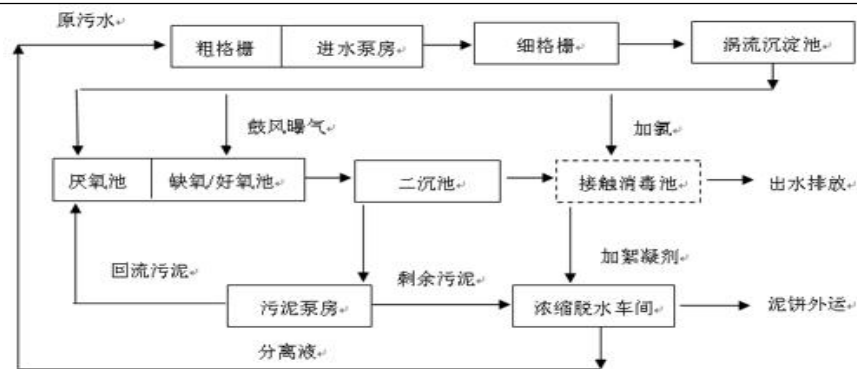 原污水
粗格栅 进水泵房 细格栅 涡流沉淀池
鼓风曝气 加氯
厌氧池 缺氧/好氧池 二沉池 接触消毒池 出水排放
回流污泥 剩余污泥 加絮凝剂
污泥泵房 浓缩脱水车间 泥饼外运
分离液